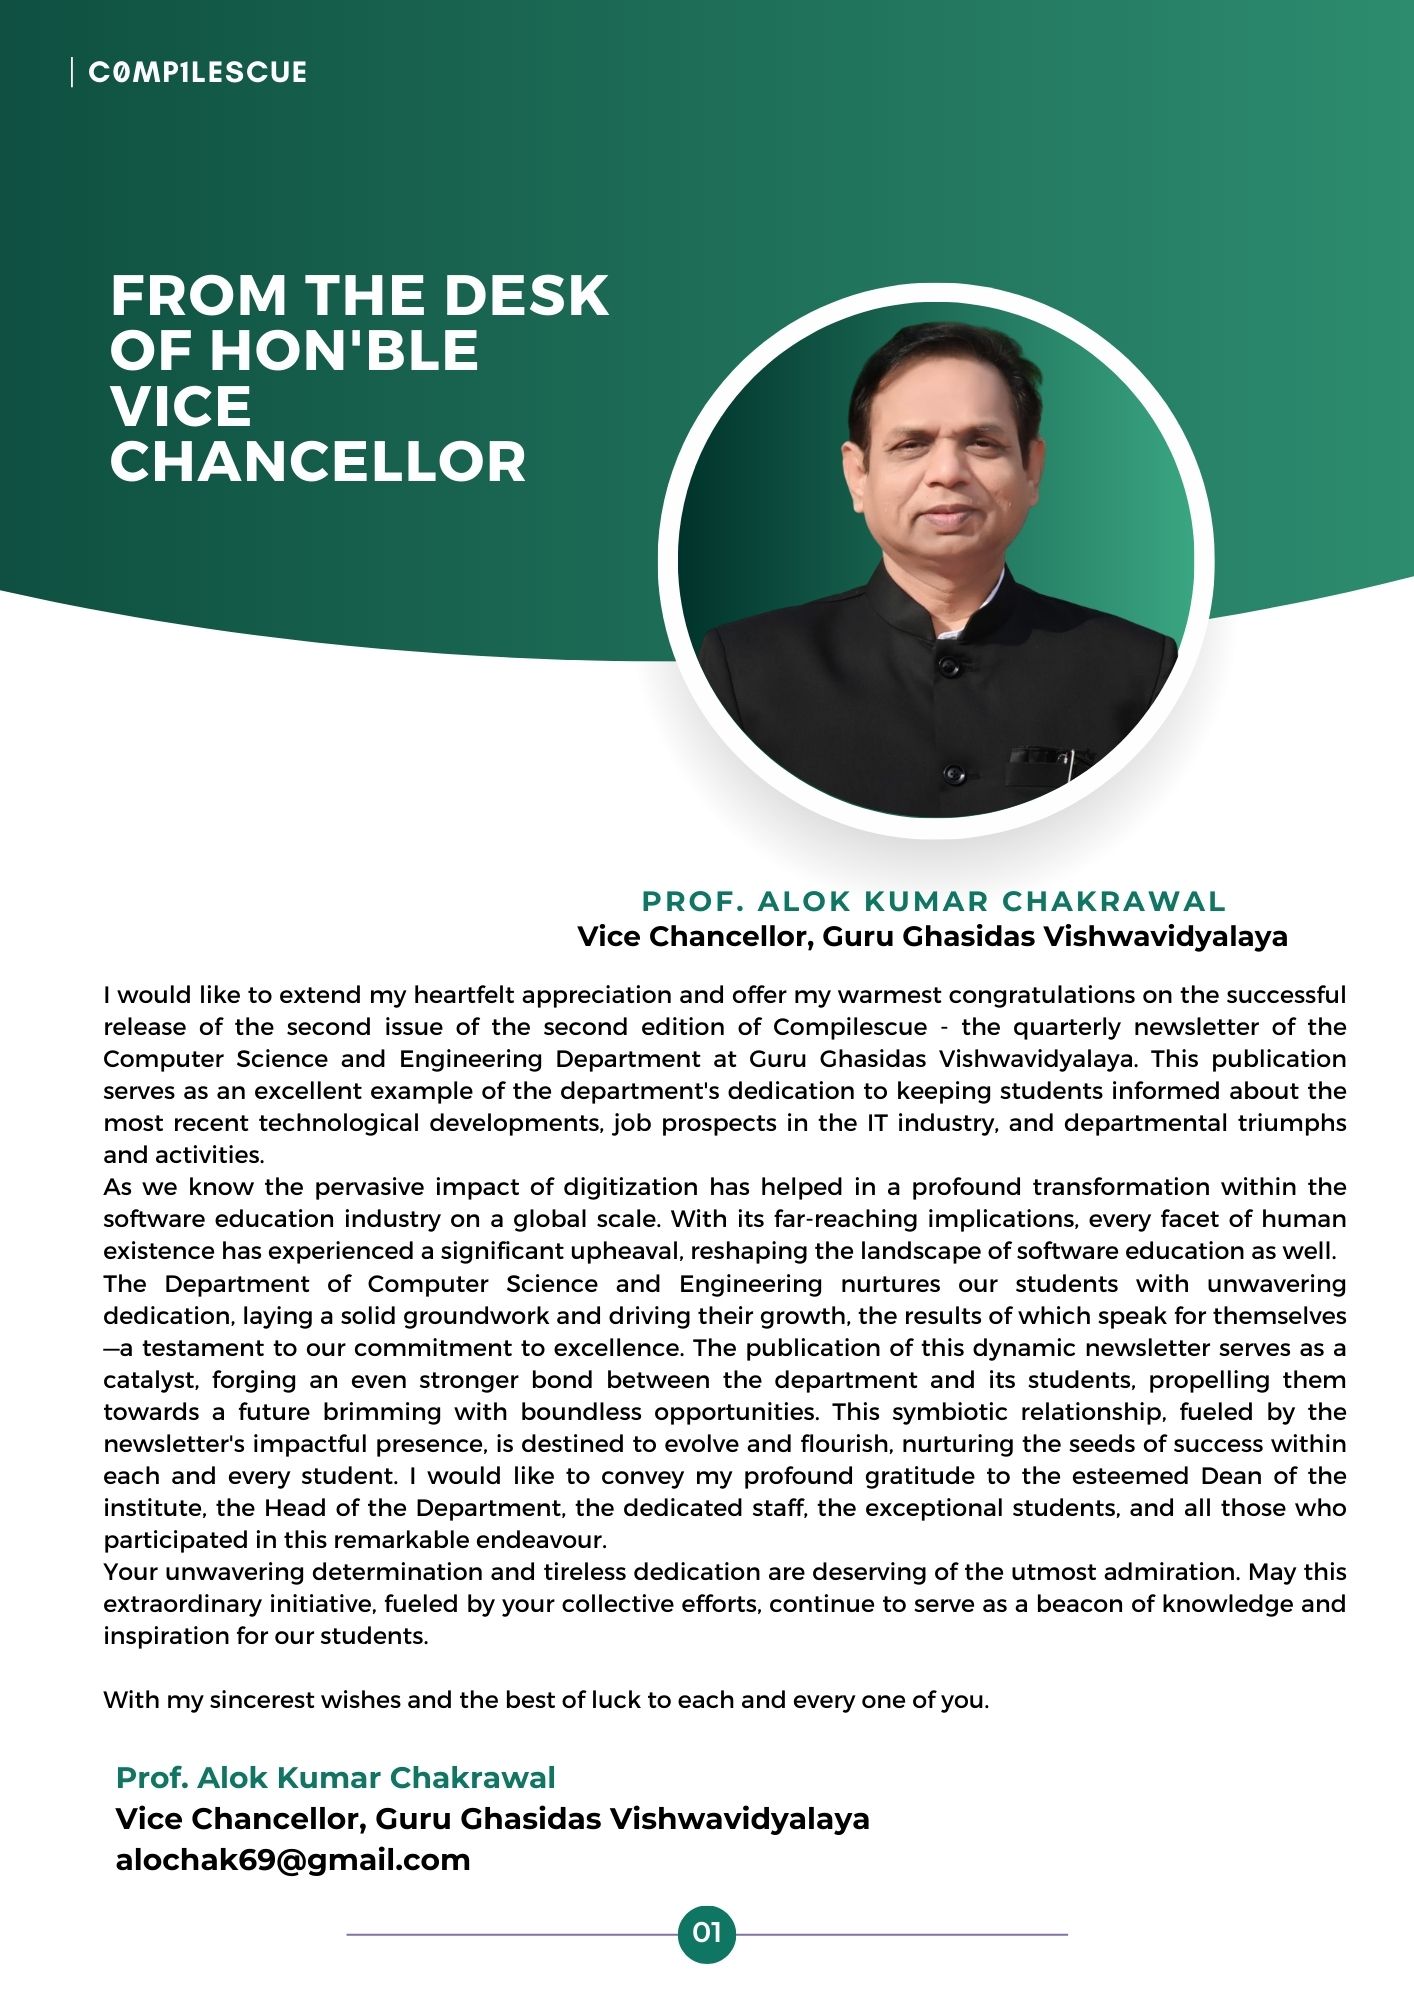 C0MP1LESCUE
FROM THE DESK
OF HON'BLE
VICE
CHANCELLOR
PROF. ALOK KUMAR CHAKRAWAL
Vice Chancellor, Guru Ghasidas Vishwavidyalaya
I would like to extend my heartfelt appreciation and offer my warmest congratulations on the successful
release of the second issue of the second edition of Compilescue - the quarterly newsletter of the
Computer Science and Engineering Department at Guru Ghasidas Vishwavidyalaya. This publication
serves as an excellent example of the department's dedication to keeping students informed about the
most recent technological developments, job prospects in the IT industry, and departmental triumphs
and activities.
As we know the pervasive impact of digitization has helped in a profound transformation within the
software education industry on a global scale. With its far-reaching implications, every facet of human
existence has experienced a significant upheaval, reshaping the landscape of software education as well.
The Department of Computer Science and Engineering nurtures our students with unwavering
dedication, laying a solid groundwork and driving their growth, the results of which speak for themselves
—a testament to our commitment to excellence. The publication of this dynamic newsletter serves as a
catalyst, forging an even stronger bond between the department and its students, propelling them
towards a future brimming with boundless opportunities. This symbiotic relationship, fueled by the
newsletter's impactful presence, is destined to evolve and flourish, nurturing the seeds of success within
each and every student. I would like to convey my profound gratitude to the esteemed Dean of the
institute, the Head of the Department, the dedicated staff, the exceptional students, and all those who
participated in this remarkable endeavour.
Your unwavering determination and tireless dedication are deserving of the utmost admiration. May this
extraordinary initiative, fueled by your collective efforts, continue to serve as a beacon of knowledge and
inspiration for our students.
With my sincerest wishes and the best of luck to each and every one of you.
Prof. Alok Kumar Chakrawal
Vice Chancellor, Guru Ghasidas Vishwavidyalaya
alochak69@gmail.com
01